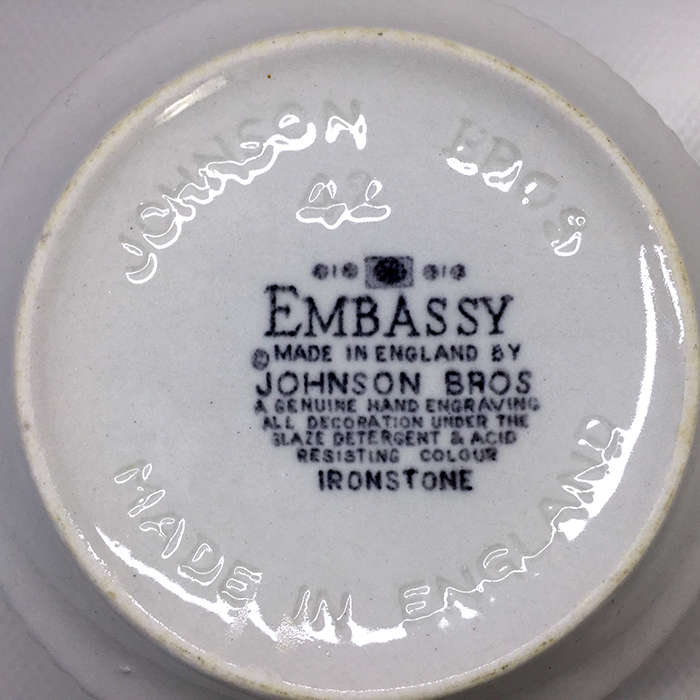 JOHNSON BROS
EMBASSY
© MADE IN ENGLAND BY
JOHNSON BROS
A GENUINE HAND ENGRAVING
ALL DECORATION UNDER THE
GLAZE DETERGENT & ACID
RESISTING COLOUR
IRONSTONE
MADE IN ENGLAND